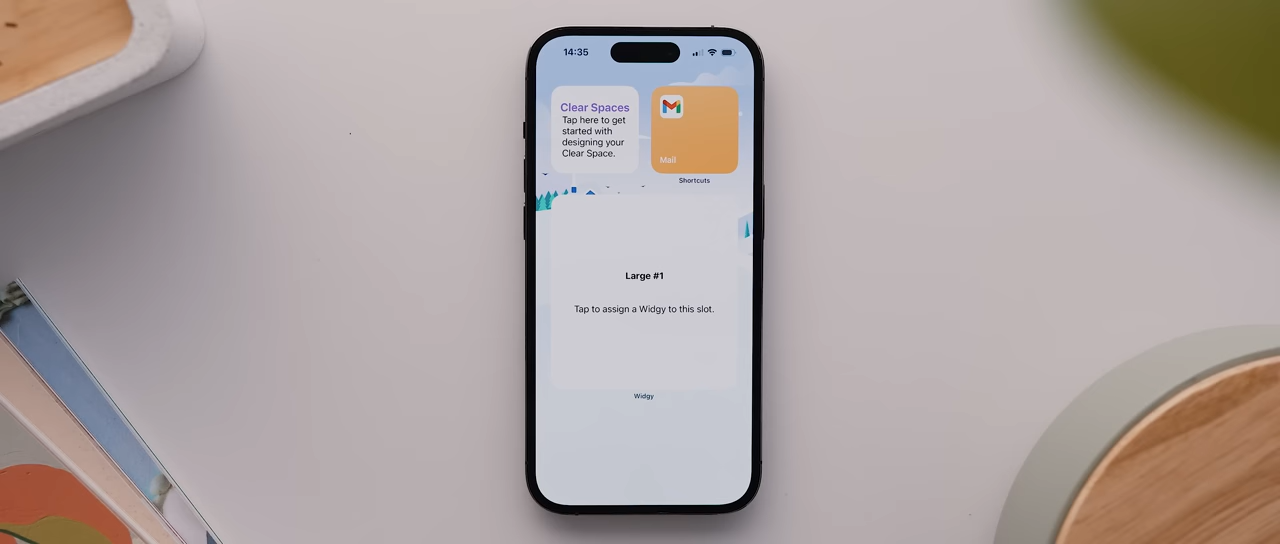 14:35
Clear Spaces
Tap here to get
started with
designing your
Clear Space.
Mail
Shortcuts
Large #1
Tap to assign a Widgy to this slot.
Widgy